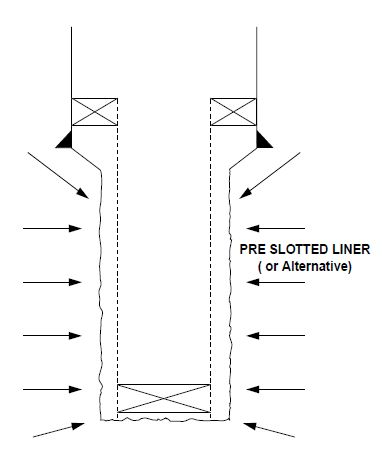 PRE SLOTTED LINER
( or Alternative)